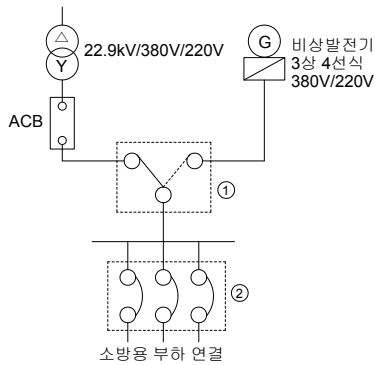 △
Y
22.9kV/380V/220V
G
비상발전기
3상 4선식
380V/220V
ACB
①
②
소방용 부하 연결